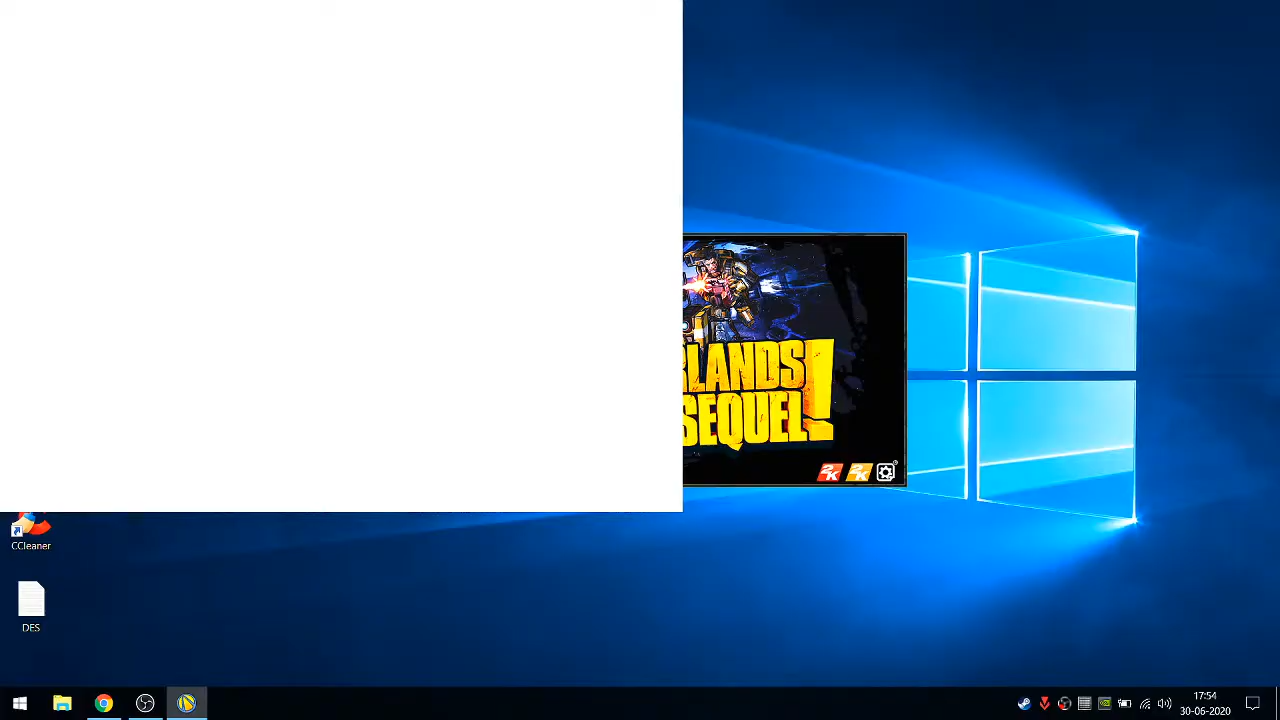 RLANDS
SEQUEL!
2K
2K
CCleaner
DES
17:54
30-06-2020